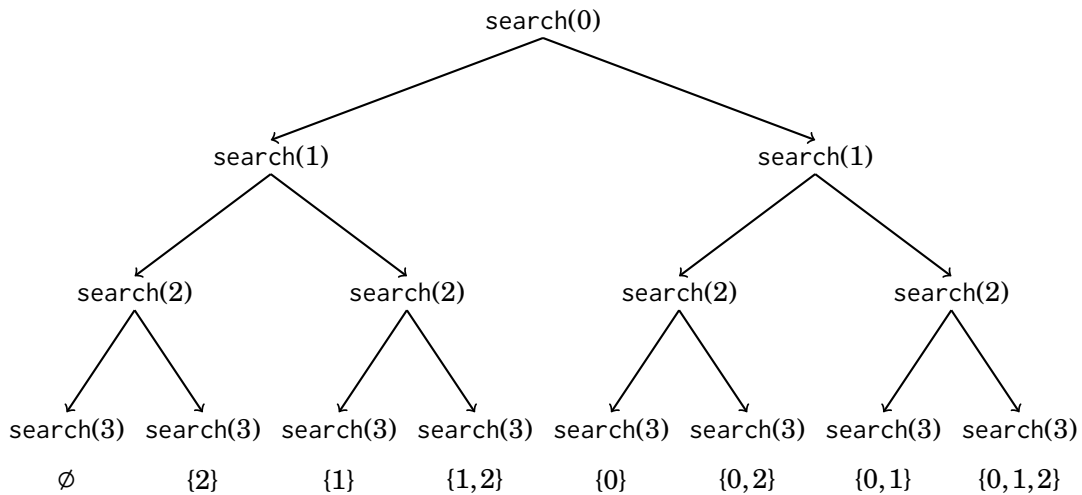 search(0)
search(1) search(1)
search(2) search(2) search(2) search(2)
search(3) search(3) search(3) search(3) search(3) search(3) search(3) search(3)
∅ {2} {1} {1,2} {0} {0,2} {0,1} {0,1,2}